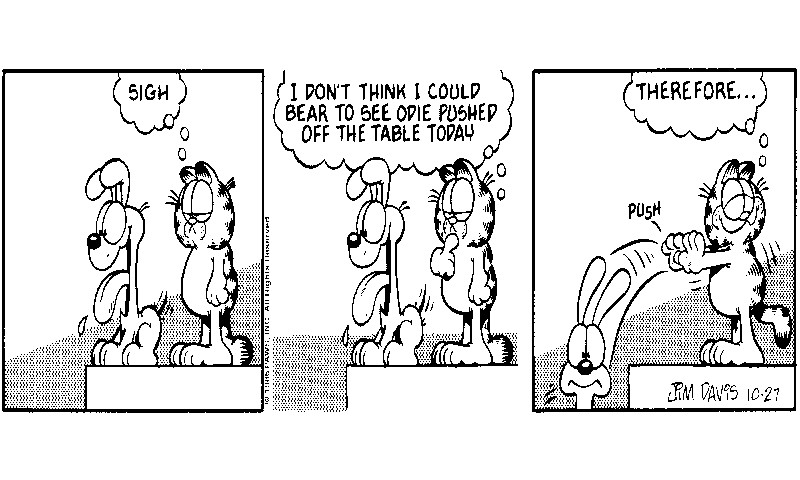 SIGH
I DON'T THINK I COULD
BEAR TO SEE ODIE PUSHED
OFF THE TABLE TODAY
THEREFORE...
PUSH
JIM DAVIS 10-27